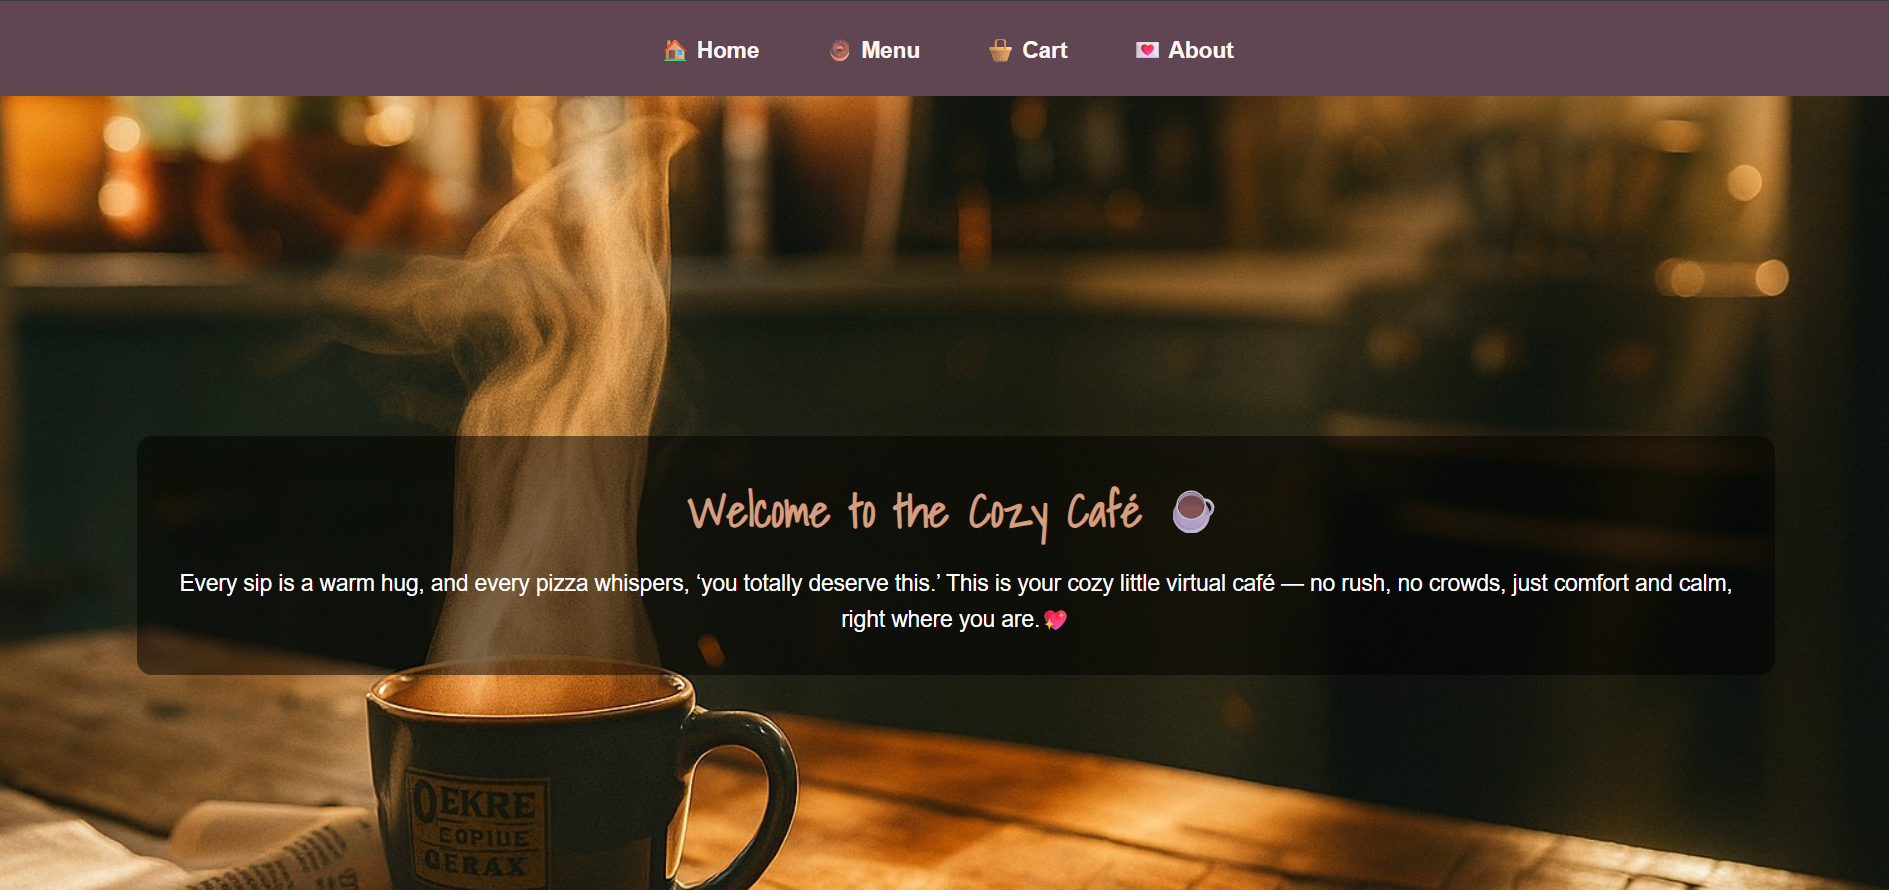 🏠 Home 🍩 Menu 🧺 Cart 💌 About
Welcome to the Cozy Café ☕
Every sip is a warm hug, and every pizza whispers, ‘you totally deserve this.’ This is your cozy little virtual café — no rush, no crowds, just comfort and calm,
right where you are.💖
OEKRE
COPIUE
GERAX